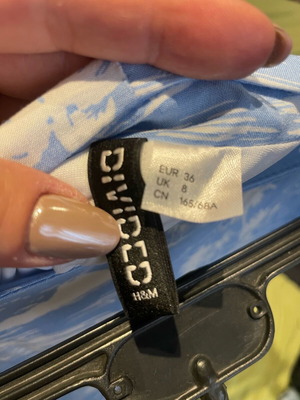 DIVIDED
H&M
EUR 36
UK 8
CN 165/68A